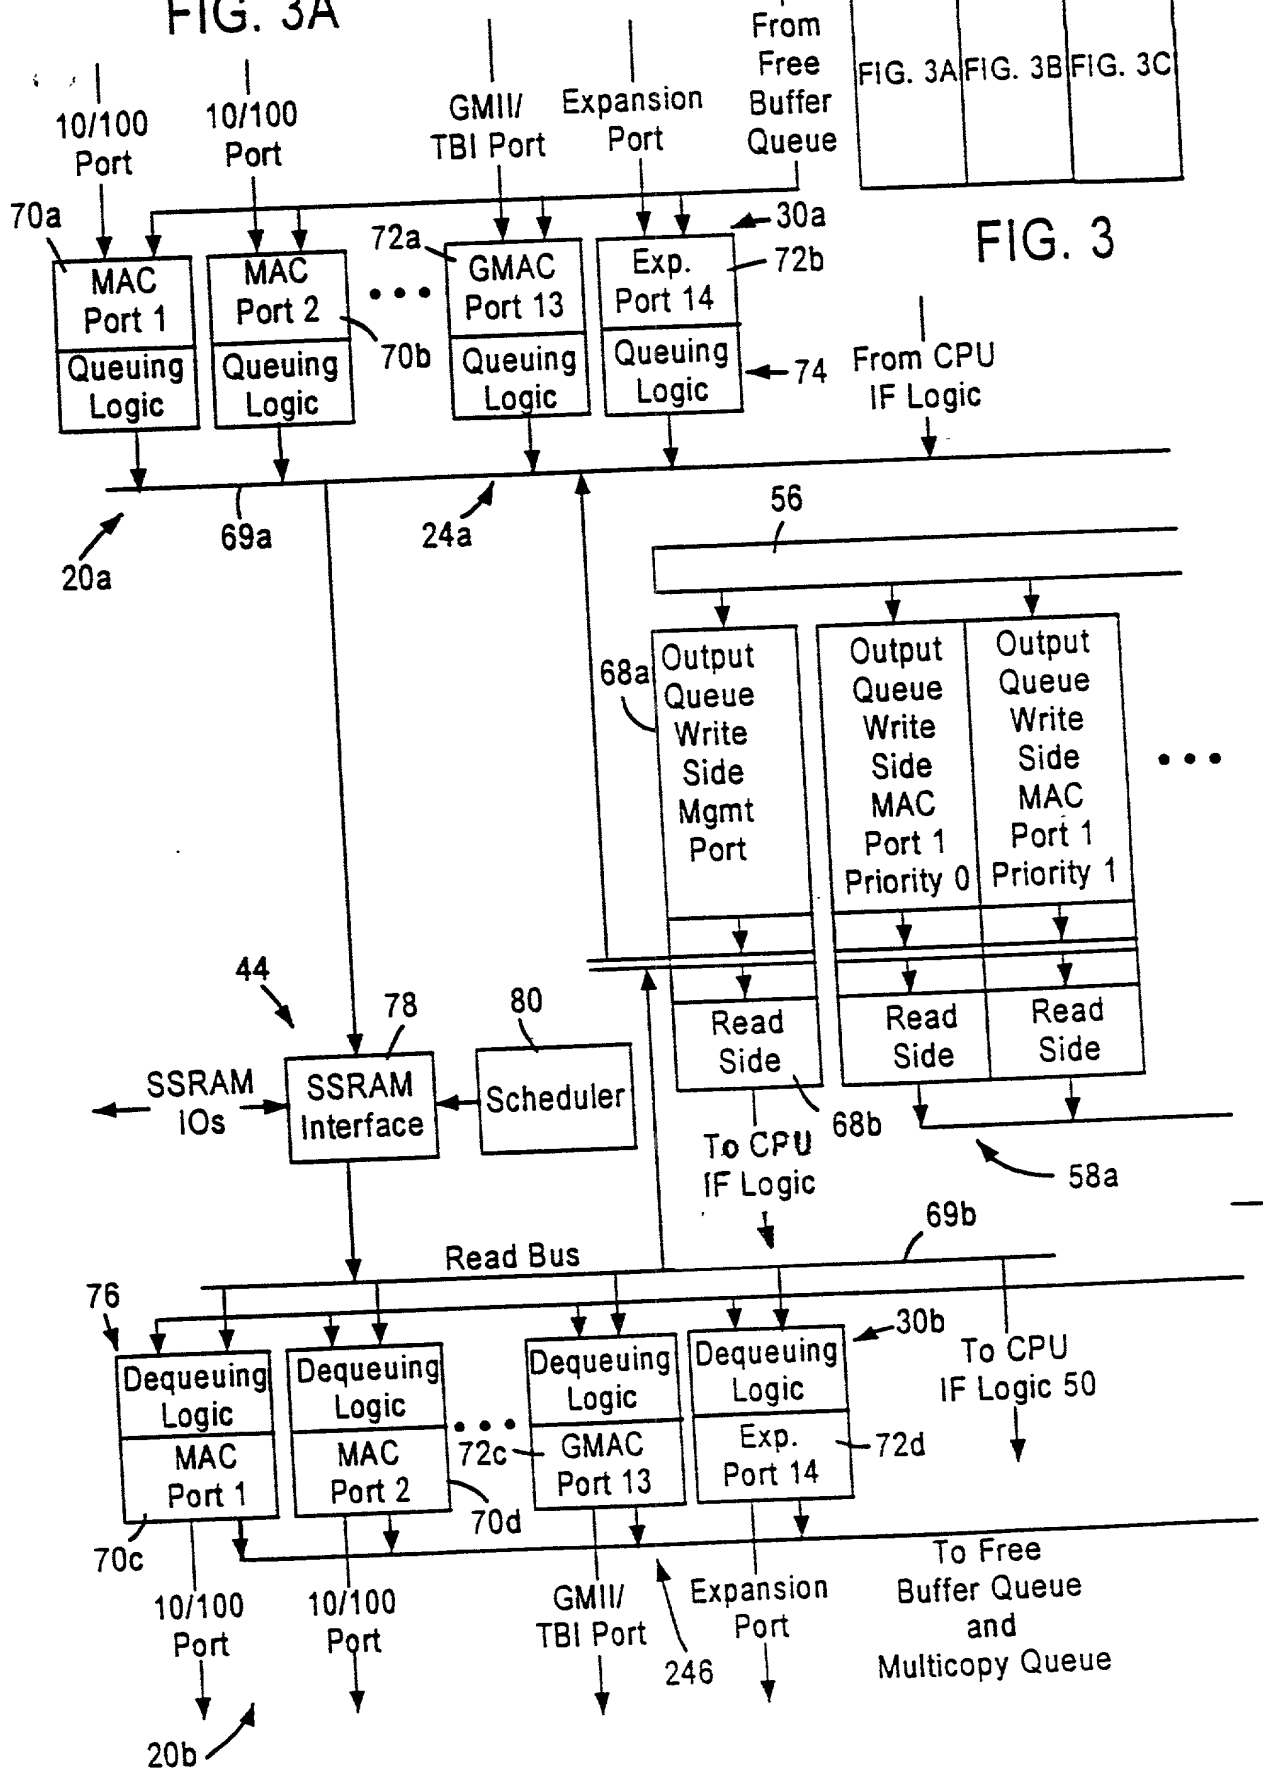 FIG. 3A
10/100
Port
10/100
Port
GMII/
TBI Port
Expansion
Port
From
Free
Buffer
Queue
FIG. 3A
FIG. 3B
FIG. 3C
FIG. 3
70a
MAC
Port 1
Queuing
Logic
MAC
Port 2
Queuing
Logic
70b
72a
GMAC
Port 13
Queuing
Logic
30a
Exp.
Port 14
72b
Queuing
Logic
74
From CPU
IF Logic
20a
69a
24a
56
68a
Output
Queue
Write
Side
Mgmt
Port
Output
Queue
Write
Side
MAC
Port 1
Priority 0
Output
Queue
Write
Side
MAC
Port 1
Priority 1
Read
Side
Read
Side
Read
Side
44
78
80
SSRAM
IOs
SSRAM
Interface
Scheduler
68b
To CPU
IF Logic
58a
69b
Read Bus
76
30b
Dequeuing
Logic
MAC
Port 1
Dequeuing
Logic
MAC
Port 2
Dequeuing
Logic
72c
GMAC
Port 13
Dequeuing
Logic
Exp.
Port 14
72d
To CPU
IF Logic 50
70c
70d
10/100
Port
10/100
Port
GMII/
TBI Port
Expansion
Port
To Free
Buffer Queue
and
Multicopy Queue
246
20b